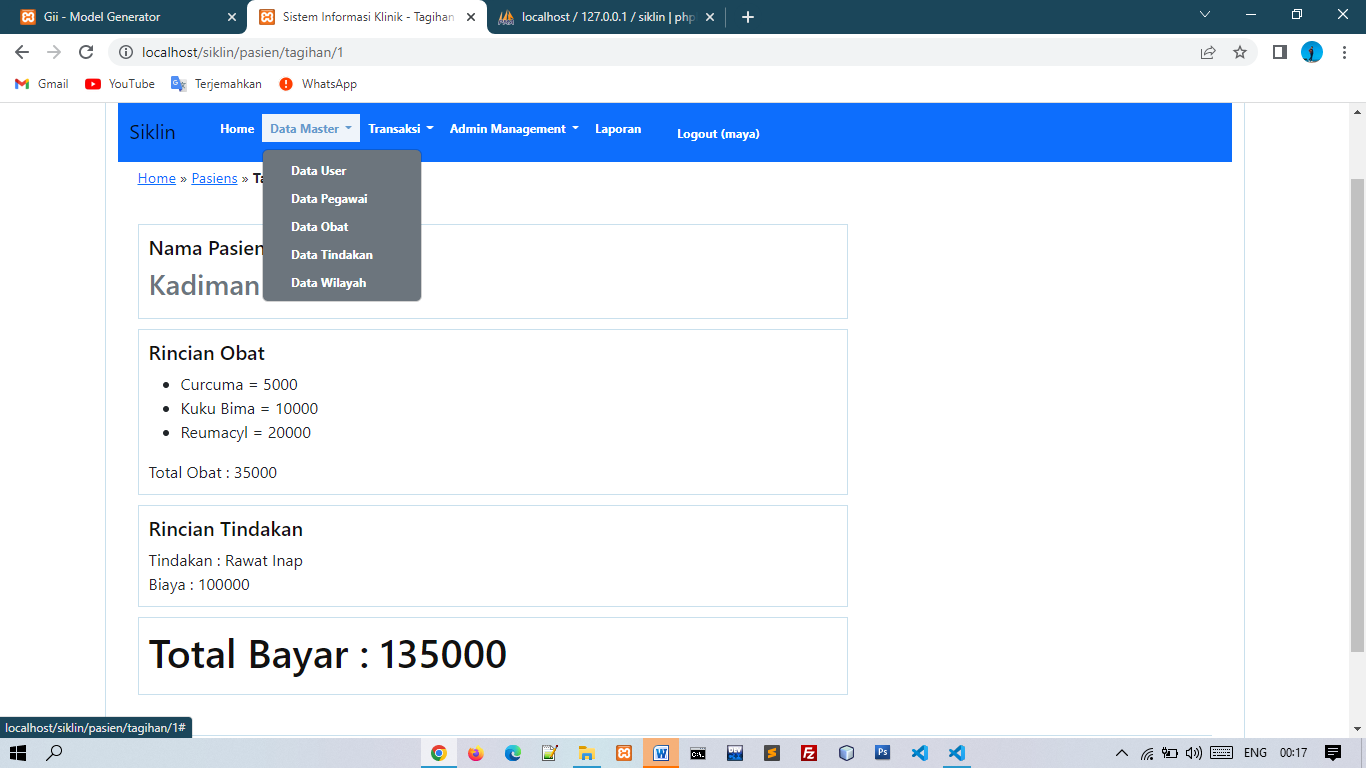 Gii - Model Generator
Sistem Informasi Klinik - Tagihan
localhost / 127.0.0.1 / siklin | php
localhost/siklin/pasien/tagihan/1
Gmail YouTube Terjemahkan WhatsApp
Siklin Home Data Master Transaksi Admin Management Laporan Logout (maya)
Data User
Data Pegawai
Data Obat
Data Tindakan
Data Wilayah
Home » Pasiens » Ta
Nama Pasien
Kadiman
Rincian Obat
• Curcuma = 5000
• Kuku Bima = 10000
• Reumacyl = 20000
Total Obat : 35000
Rincian Tindakan
Tindakan : Rawat Inap
Biaya : 100000
Total Bayar : 135000
localhost/siklin/pasien/tagihan/1#
ENG 00:17